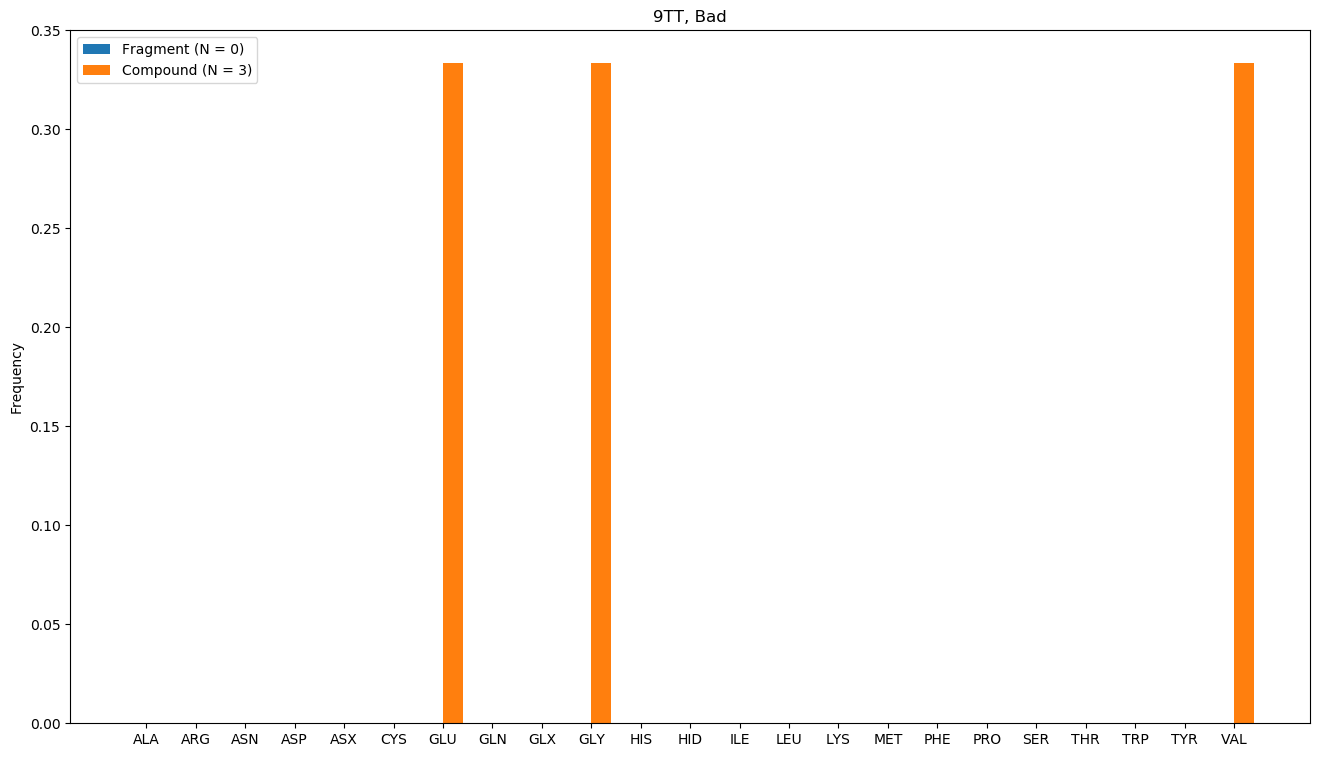 9TT, Bad
Fragment (N = 0)
Compound (N = 3)
Frequency
0.35
0.30
0.25
0.20
0.15
0.10
0.05
0.00
ALA ARG ASN ASP ASX CYS GLU GLN GLX GLY HIS HID ILE LEU LYS MET PHE PRO SER THR TRP TYR VAL